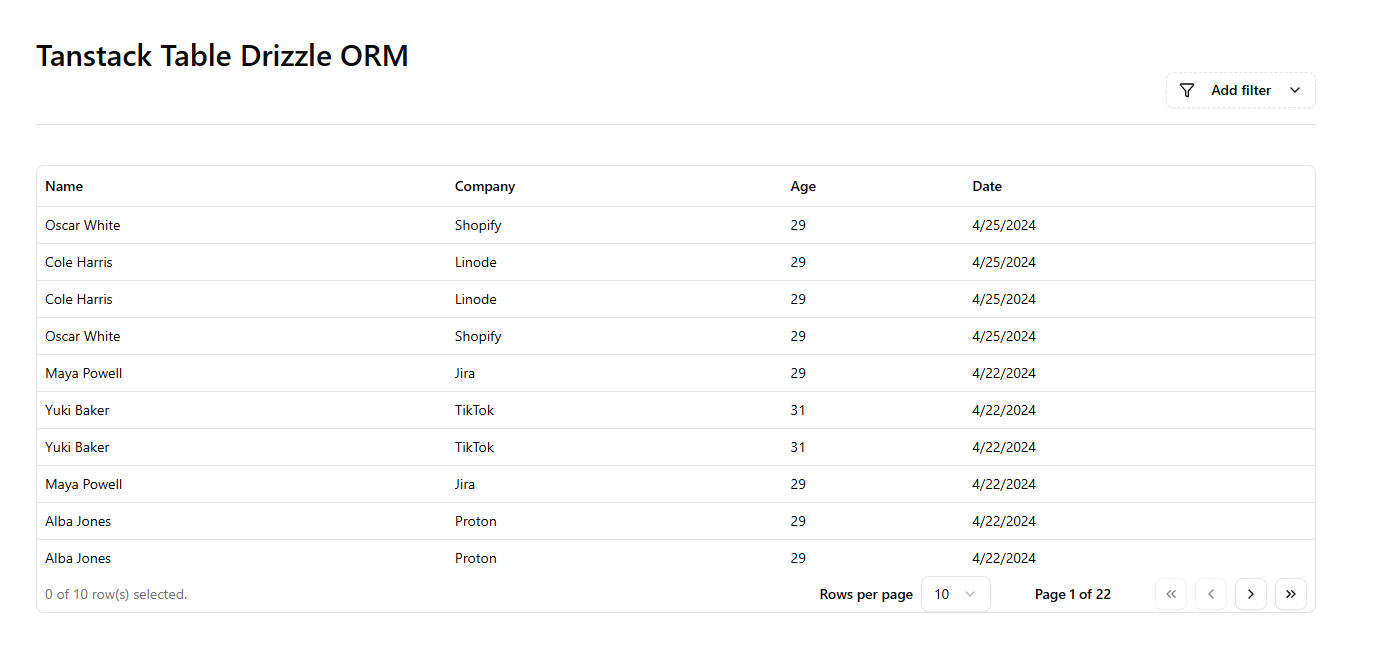 Tanstack Table Drizzle ORM
Add filter
Name Company Age Date
Oscar White Shopify 29 4/25/2024
Cole Harris Linode 29 4/25/2024
Cole Harris Linode 29 4/25/2024
Oscar White Shopify 29 4/25/2024
Maya Powell Jira 29 4/22/2024
Yuki Baker TikTok 31 4/22/2024
Yuki Baker TikTok 31 4/22/2024
Maya Powell Jira 29 4/22/2024
Alba Jones Proton 29 4/22/2024
Alba Jones Proton 29 4/22/2024
0 of 10 row(s) selected. Rows per page 10 Page 1 of 22